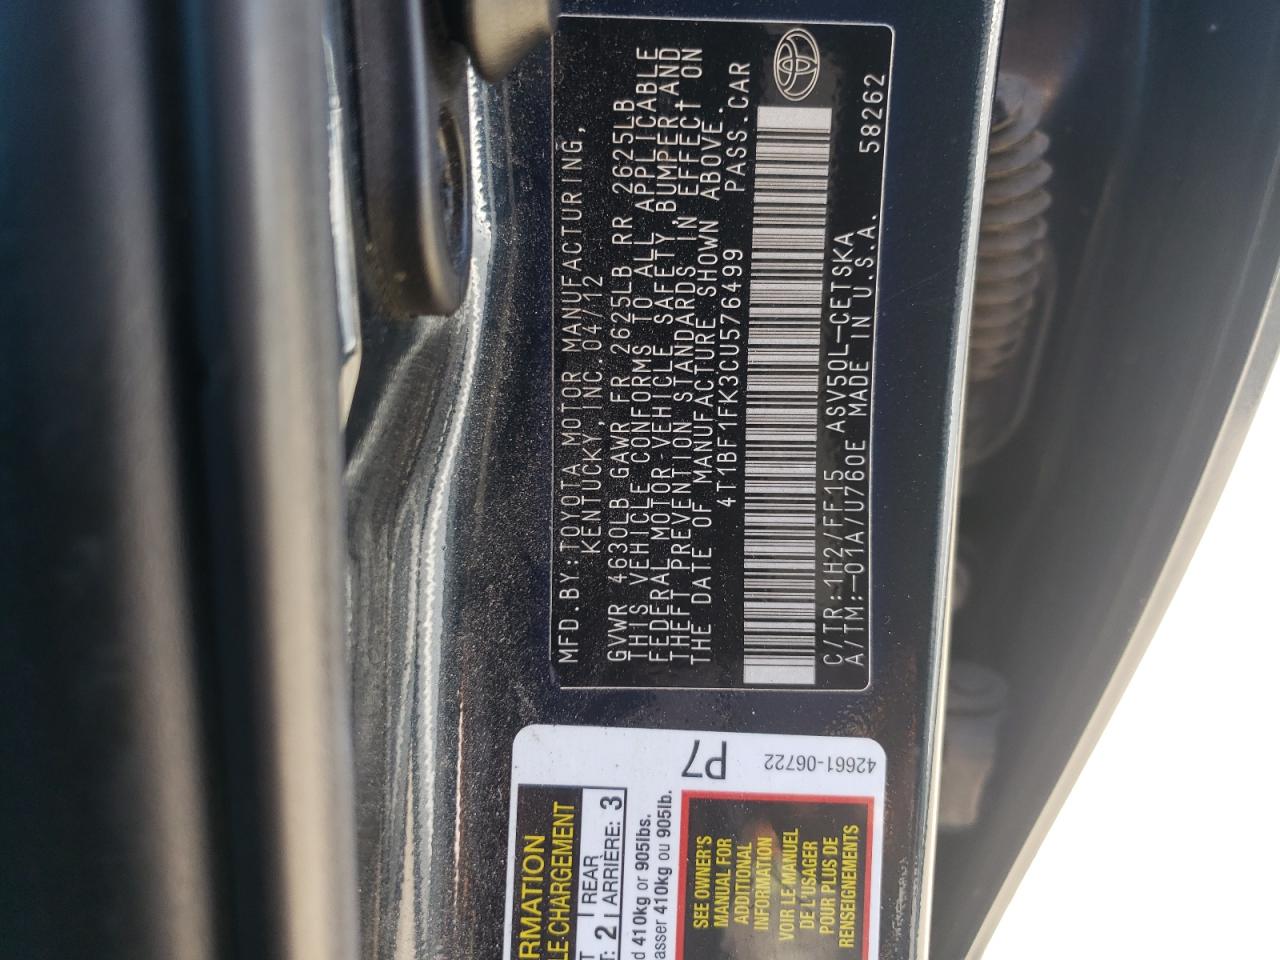 MFD.BY:TOYOTA MOTOR MANUFACTURING,
KENTUCKY,INC. 04/12
GVWR 4630LB GAWR FR 2625LB RR 2625LB
THIS VEHICLE CONFORMS TO ALL APPLICABLE
FEDERAL MOTOR VEHICLE SAFETY,BUMPER AND
THEFT PREVENTION STANDARDS IN EFFECT ON
THE DATE OF MANUFACTURE SHOWN ABOVE.
4T1BF1FK3CU576499 PASS.CAR
C/TR:1H2/FF15 ASV50L-CETSKA
A/TM:-01A/U760E MADE IN U.S.A. 58262
P7
42661-06722
RMATION
LE CHARGEMENT
REAR
2 ARRIÈRE: 3
410kg or 905lbs.
asser 410kg ou 905lb.
SEE OWNER'S
MANUAL FOR
ADDITIONAL
INFORMATION
VOIR LE MANUEL
DE L'USAGER
POUR PLUS DE
RENSEIGNEMENTS